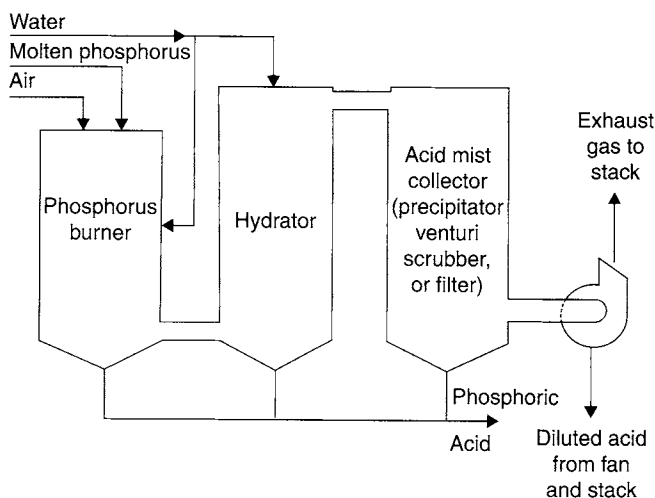 Water
Molten phosphorus
Air
Phosphorus
burner
Hydrator
Acid mist
collector
(precipitator
venturi
scrubber,
or filter)
Exhaust
gas to
stack
Phosphoric
Acid
Diluted acid
from fan
and stack